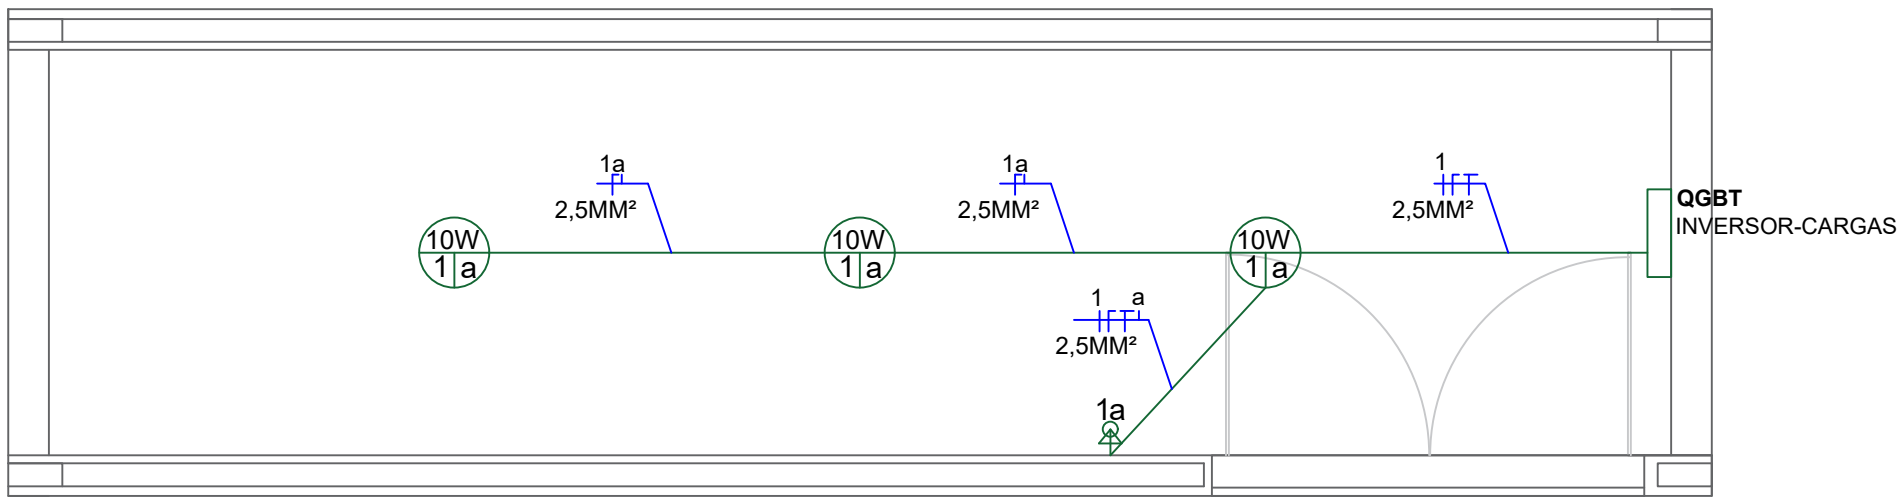 1a
2,5MM²
1a
2,5MM²
1
2,5MM²
QGBT
INVERSOR-CARGAS
10W
1 a
10W
1 a
10W
1 a
1 a
2,5MM²
1a